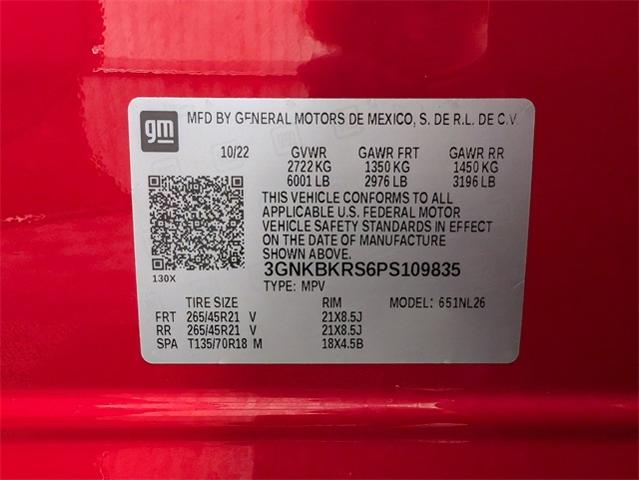 gm MFD BY GENERAL MOTORS DE MEXICO, S. DE R.L. DE C.V.
10/22 GVWR GAWR FRT GAWR RR
2722 KG 1350 KG 1450 KG
6001 LB 2976 LB 3196 LB
THIS VEHICLE CONFORMS TO ALL
APPLICABLE U.S. FEDERAL MOTOR
VEHICLE SAFETY STANDARDS IN EFFECT
ON THE DATE OF MANUFACTURE
SHOWN ABOVE.
3GNKBKRS6PS109835
130X TYPE: MPV
TIRE SIZE RIM MODEL: 651NL26
FRT 265/45R21 V 21X8.5J
RR 265/45R21 V 21X8.5J
SPA T135/70R18 M 18X4.5B